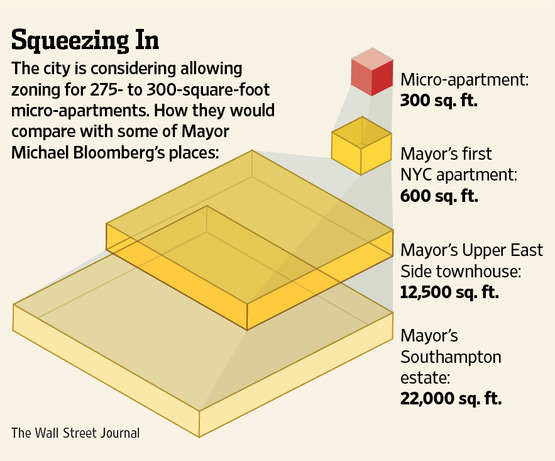 Squeezing In
The city is considering allowing
zoning for 275- to 300-square-foot
micro-apartments. How they would
compare with some of Mayor
Michael Bloomberg's places:
Micro-apartment:
300 sq. ft.
Mayor's first
NYC apartment:
600 sq. ft.
Mayor's Upper East
Side townhouse:
12,500 sq. ft.
Mayor's
Southampton
estate:
22,000 sq. ft.
The Wall Street Journal